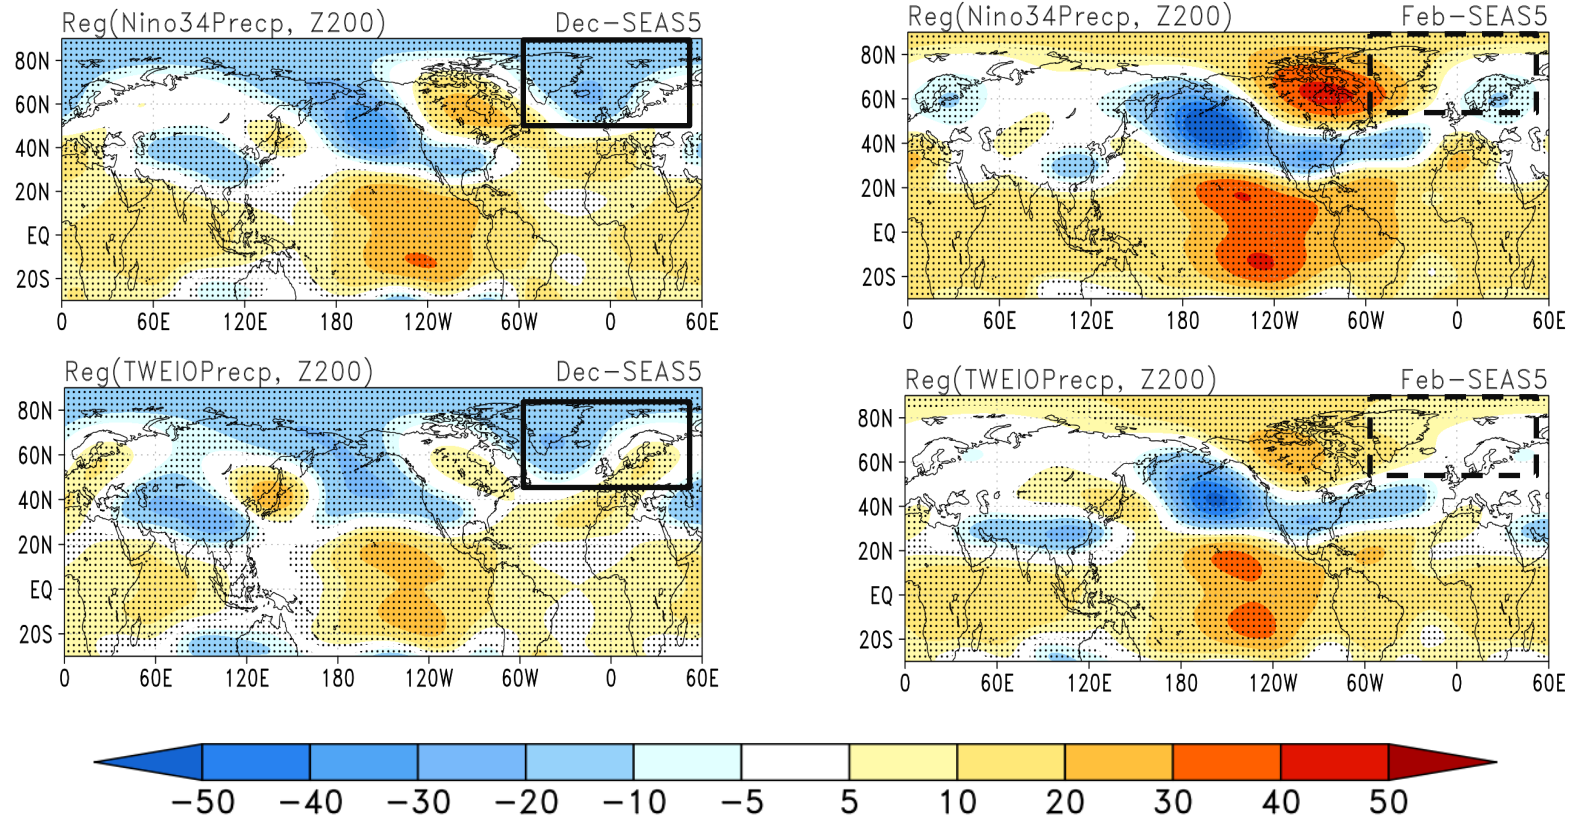 Reg(Nino34Precp, Z200) Dec-SEAS5
80N
60N
40N
20N
EQ
20S
0 60E 120E 180 120W 60W 0 60E
Reg(Nino34Precp, Z200) Feb-SEAS5
80N
60N
40N
20N
EQ
20S
0 60E 120E 180 120W 60W 0 60E
Reg(TWEIOPrecp, Z200) Dec-SEAS5
80N
60N
40N
20N
EQ
20S
0 60E 120E 180 120W 60W 0 60E
Reg(TWEIOPrecp, Z200) Feb-SEAS5
80N
60N
40N
20N
EQ
20S
0 60E 120E 180 120W 60W 0 60E
-50 -40 -30 -20 -10 -5 5 10 20 30 40 50